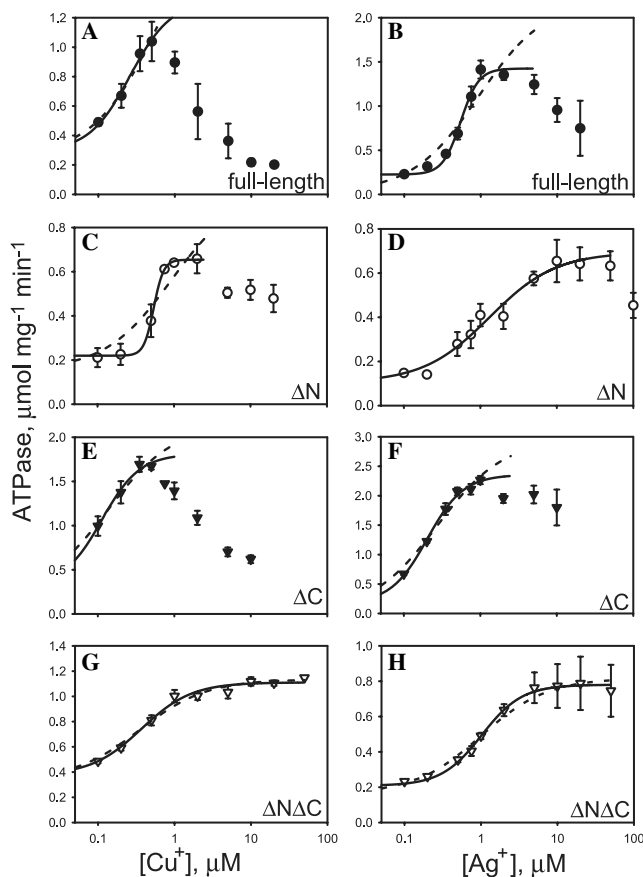 A
1.2
1.0
0.8
0.6
0.4
0.2
0.0
full-length
B
2.0
1.5
1.0
0.5
0.0
full-length
C
0.8
0.6
0.4
0.2
0.0
ΔN
D
0.8
0.6
0.4
0.2
0.0
ΔN
E
2.0
1.5
1.0
0.5
0.0
ΔC
F
3.0
2.5
2.0
1.5
1.0
0.5
0.0
ΔC
G
1.4
1.2
1.0
0.8
0.6
0.4
0.2
0.0
ΔNΔC
H
1.0
0.8
0.6
0.4
0.2
0.0
ΔNΔC
ATPase, μmol mg⁻¹ min⁻¹
0.1 1 10
0.1 1 10 100
[Cu⁺], μM
[Ag⁺], μM